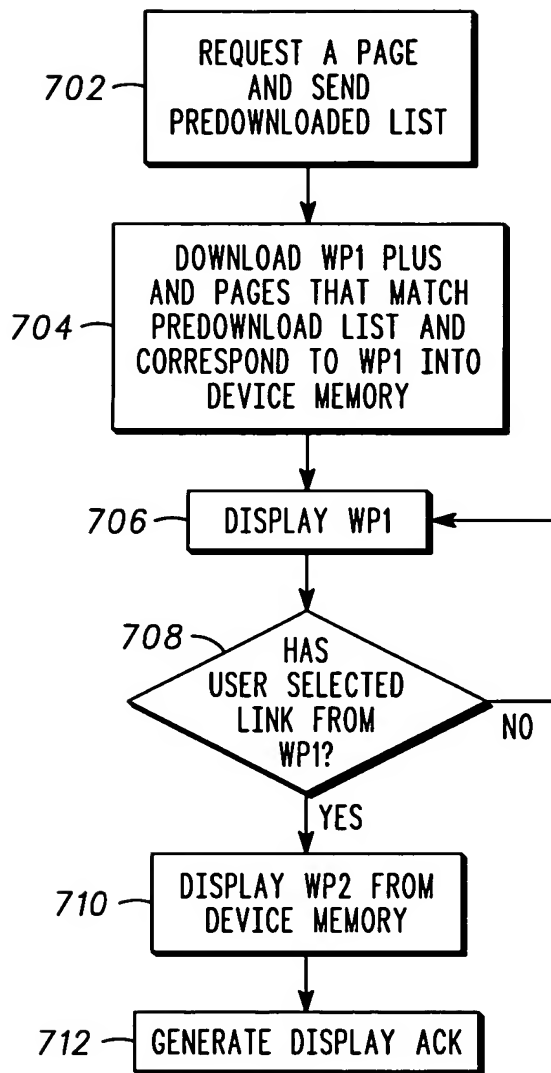 702
REQUEST A PAGE
AND SEND
PREDOWNLOADED LIST
704
DOWNLOAD WP1 PLUS
AND PAGES THAT MATCH
PREDOWNLOAD LIST AND
CORRESPOND TO WP1 INTO
DEVICE MEMORY
706
DISPLAY WP1
708
HAS
USER SELECTED
LINK FROM
WP1?
NO
YES
710
DISPLAY WP2 FROM
DEVICE MEMORY
712
GENERATE DISPLAY ACK